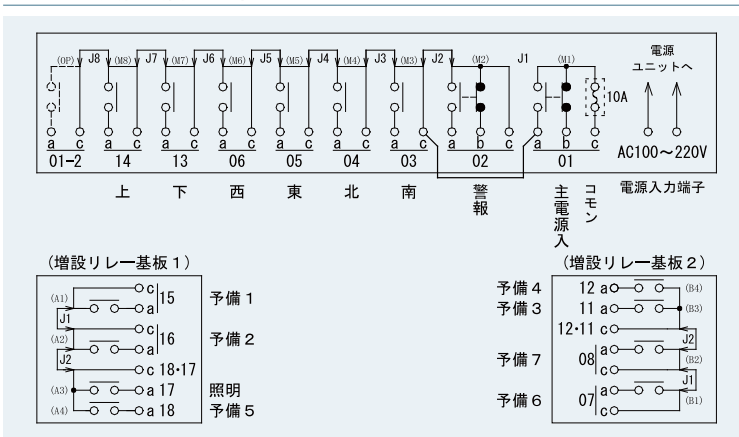 (OP) J8 (M8) J7 (M7) J6 (M6) J5 (M5) J4 (M4) J3 (M3) J2 (M2) J1 (M1) 電源
ユニットへ
10A
a c a c a c a c a c a c a c a b c a b c
01-2 14 13 06 05 04 03 02 01 AC100～220V
上 下 西 東 北 南 警報 主電源入 コモン 電源入力端子
(増設リレー基板1)
(A1) c 15 予備1
a
J1
(A2) c 16 予備2
a
J2
c 18・17
(A3) a 17 照明
(A4) a 18 予備5
(増設リレー基板2)
予備4 12 a (B4)
予備3 11 a (B3)
12・11 c
J2
予備7 08 a (B2)
c
J1
予備6 07 a (B1)
c